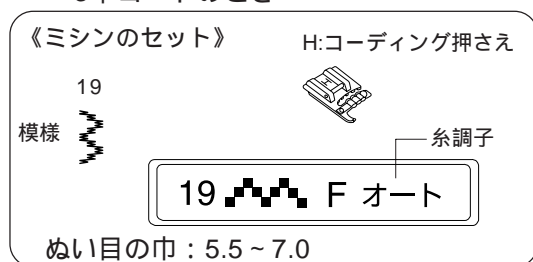 《ミシンのセット》
H:コーディング押さえ
19
模様
糸調子
19 F オート
ぬい目の巾：5.5～7.0